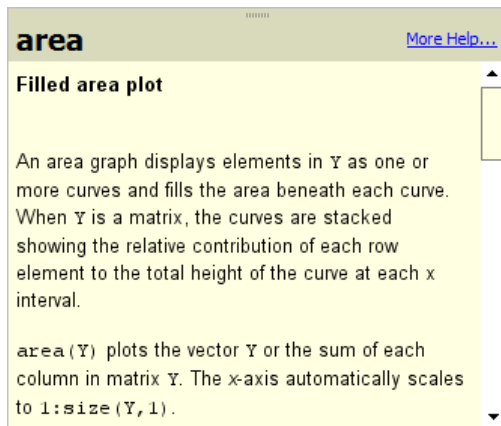 area
More Help...
Filled area plot
An area graph displays elements in Y as one or
more curves and fills the area beneath each curve.
When Y is a matrix, the curves are stacked
showing the relative contribution of each row
element to the total height of the curve at each x
interval.
area(Y) plots the vector Y or the sum of each
column in matrix Y. The x-axis automatically scales
to 1:size(Y,1).